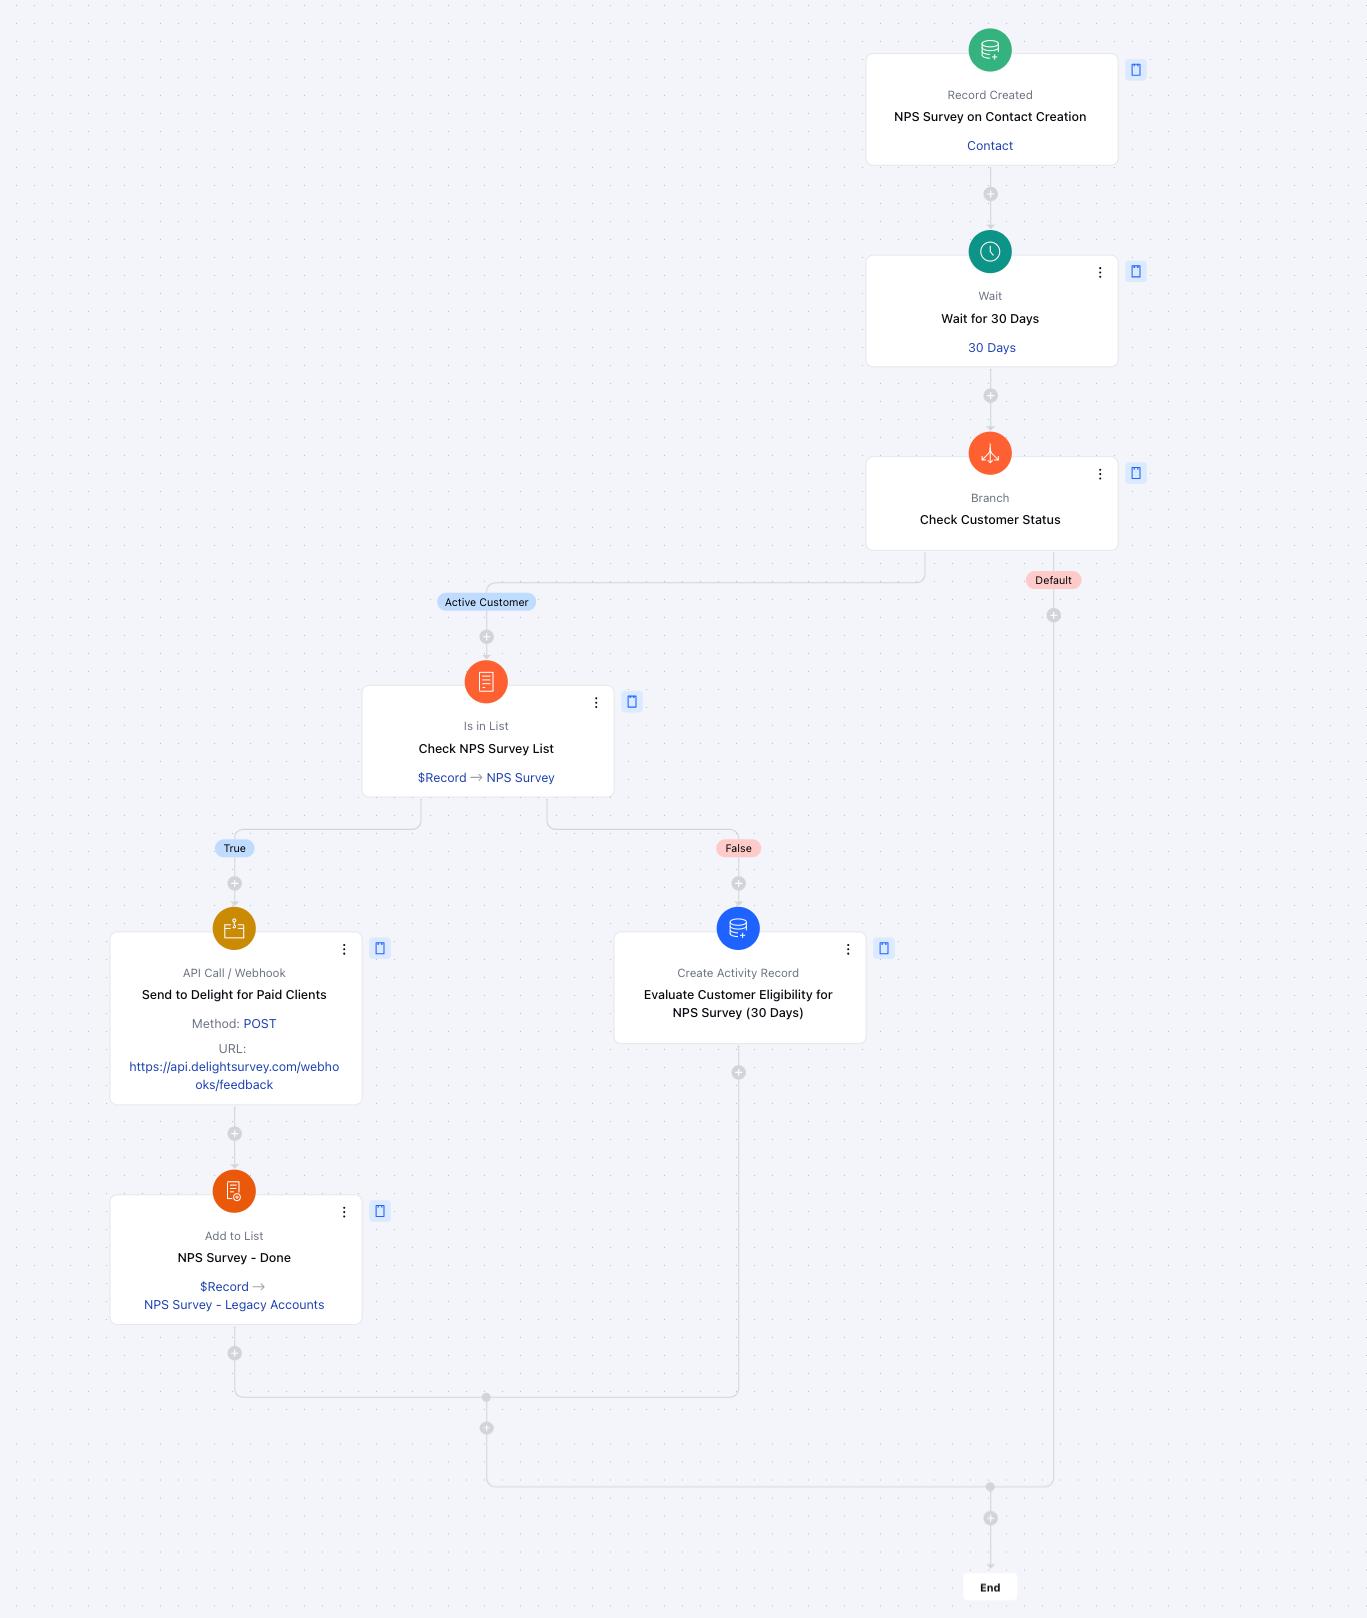 Record Created
NPS Survey on Contact Creation
Contact
Wait
Wait for 30 Days
30 Days
Branch
Check Customer Status
Default
Active Customer
Is in List
Check NPS Survey List
$Record → NPS Survey
True
False
API Call / Webhook
Send to Delight for Paid Clients
Method: POST
URL:
https://api.delightsurvey.com/webho
oks/feedback
Create Activity Record
Evaluate Customer Eligibility for
NPS Survey (30 Days)
Add to List
NPS Survey - Done
$Record →
NPS Survey - Legacy Accounts
End